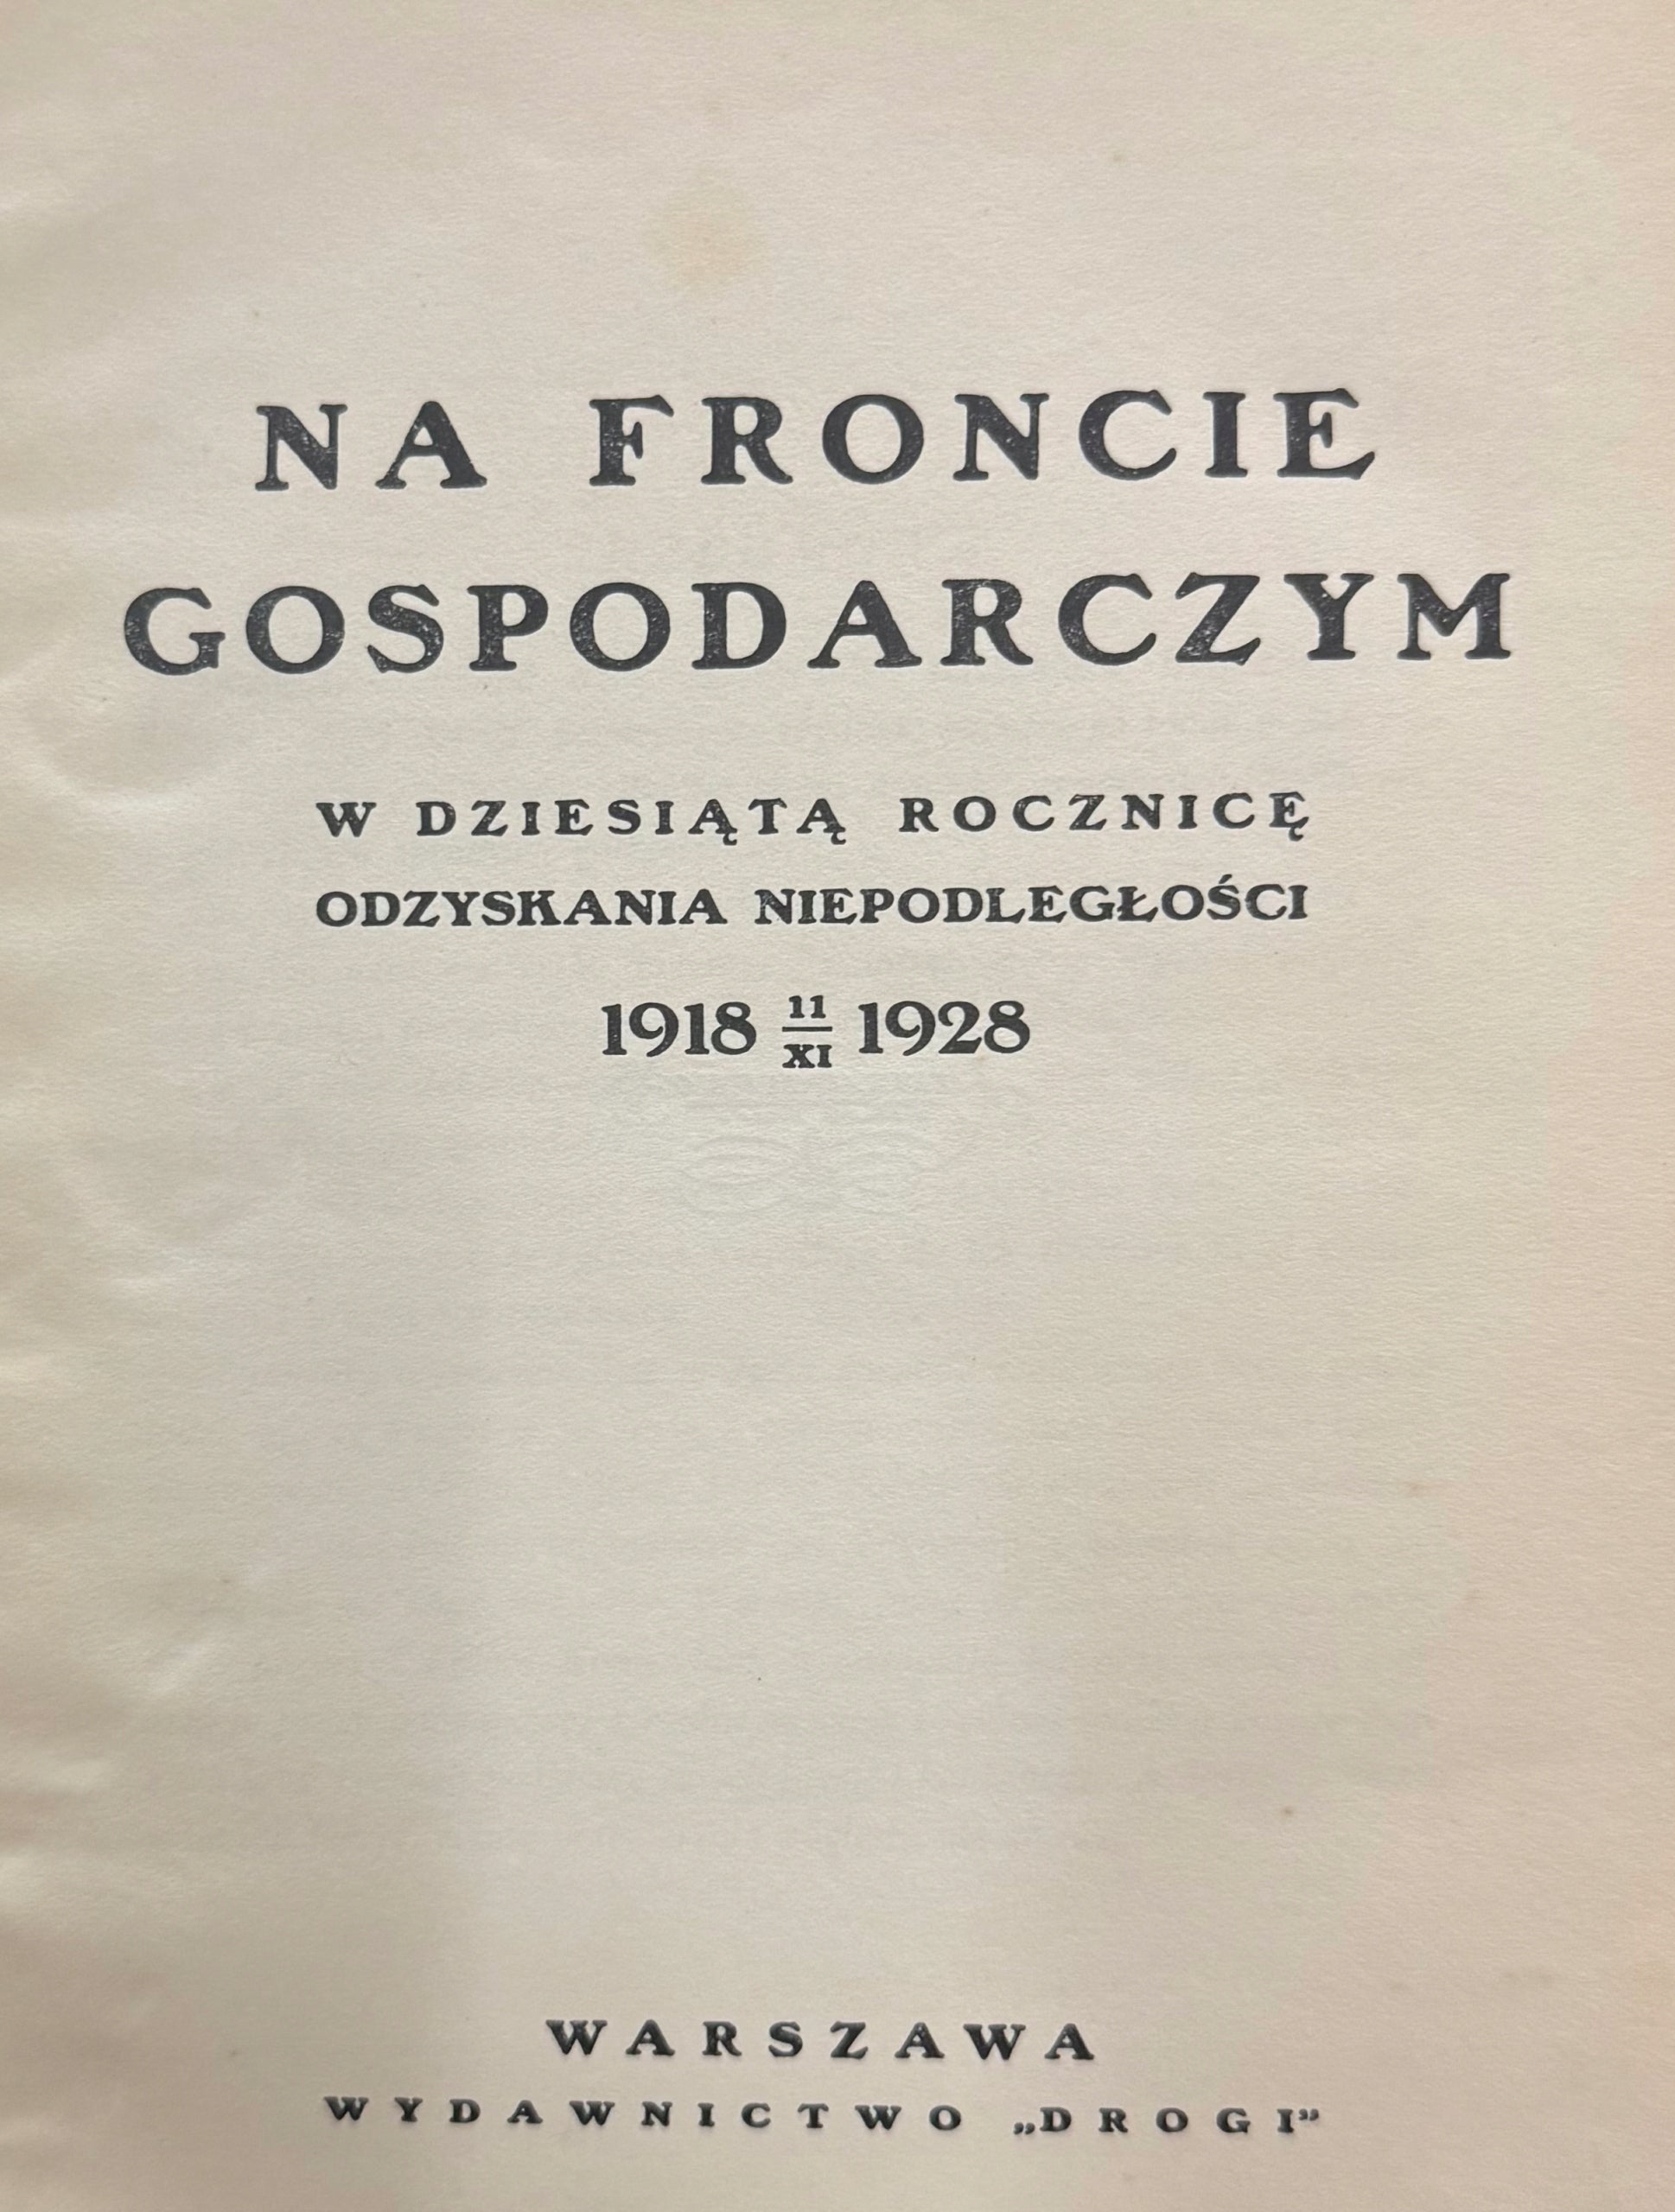 NA FRONCIE
GOSPODARCZYM
W DZIESIĄTĄ ROCZNICĘ
ODZYSKANIA NIEPODLEGŁOŚCI
1918 11/XI 1928
WARSZAWA
WYDAWNICTWO „DROGI”